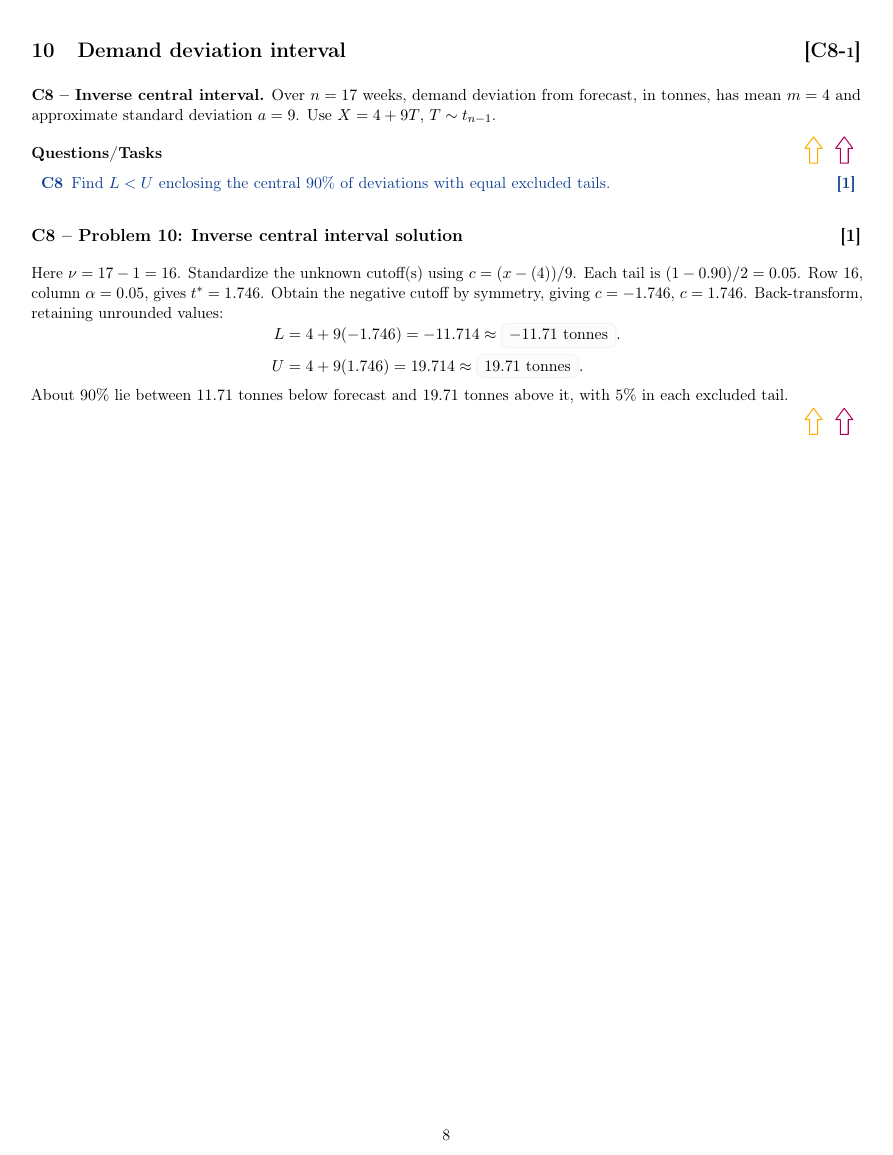 10 Demand deviation interval [C8-1]
C8 – Inverse central interval. Over n = 17 weeks, demand deviation from forecast, in tonnes, has mean m = 4 and
approximate standard deviation a = 9. Use X = 4 + 9T, T ∼ tₙ₋₁.
Questions/Tasks
C8 Find L < U enclosing the central 90% of deviations with equal excluded tails. [1]
C8 – Problem 10: Inverse central interval solution [1]
Here ν = 17 − 1 = 16. Standardize the unknown cutoff(s) using c = (x − (4))/9. Each tail is (1 − 0.90)/2 = 0.05. Row 16,
column α = 0.05, gives t* = 1.746. Obtain the negative cutoff by symmetry, giving c = −1.746, c = 1.746. Back-transform,
retaining unrounded values:
L = 4 + 9(−1.746) = −11.714 ≈ −11.71 tonnes .
U = 4 + 9(1.746) = 19.714 ≈ 19.71 tonnes .
About 90% lie between 11.71 tonnes below forecast and 19.71 tonnes above it, with 5% in each excluded tail.
8